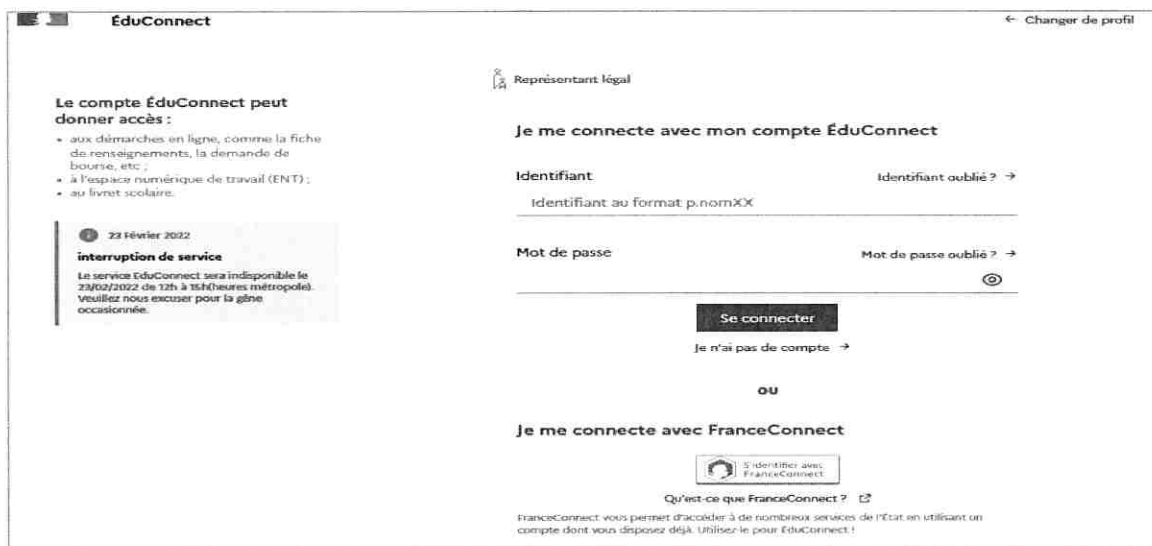 ÉduConnect
← Changer de profil
Le compte ÉduConnect peut
donner accès :
• aux démarches en ligne, comme la fiche
de renseignements, la demande de
bourse, etc ;
• à l'espace numérique de travail (ENT) ;
• au livret scolaire.
23 Février 2022
interruption de service
Le service EduConnect sera indisponible le
23/02/2022 de 12h à 15h(heures métropole).
Veuillez nous excuser pour la gêne
occasionnée.
Représentant légal
Je me connecte avec mon compte ÉduConnect
Identifiant Identifiant oublié ? →
Identifiant au format p.nomXX
Mot de passe Mot de passe oublié ? →
Se connecter
Je n'ai pas de compte →
ou
Je me connecte avec FranceConnect
S'identifier avec
FranceConnect
Qu'est-ce que FranceConnect ?
FranceConnect vous permet d'accéder à de nombreux services de l'État en utilisant un
compte dont vous disposez déjà. Utilisez-le pour ÉduConnect !